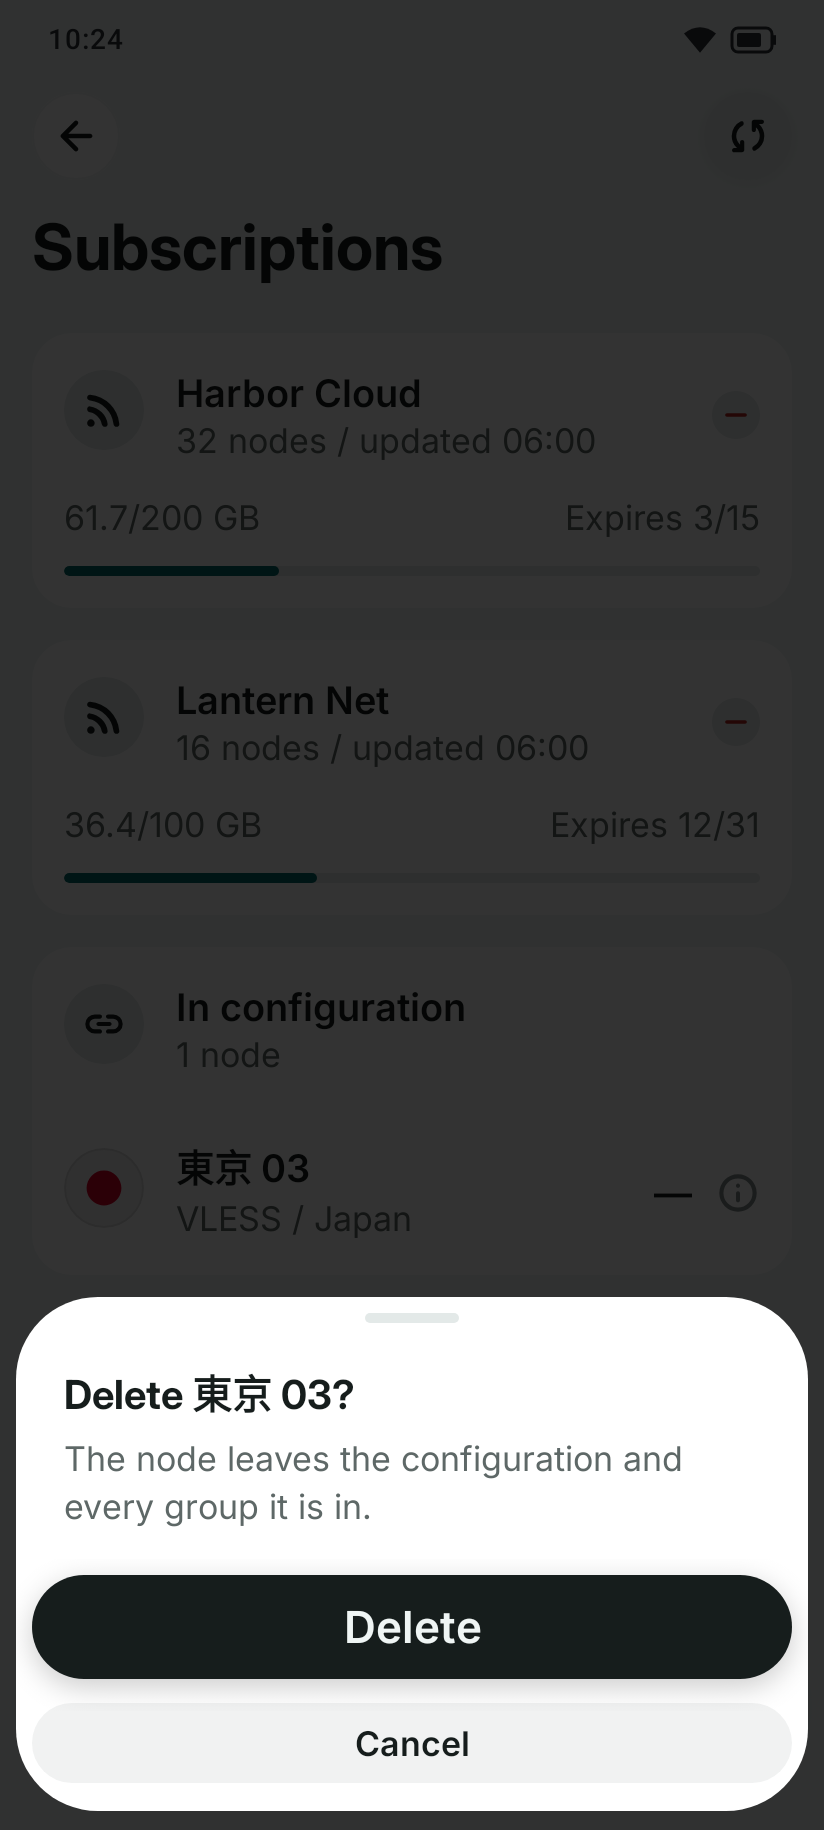 10:24
Subscriptions
Harbor Cloud
32 nodes / updated 06:00
61.7/200 GB
Expires 3/15
Lantern Net
16 nodes / updated 06:00
36.4/100 GB
Expires 12/31
In configuration
1 node
東京 03
VLESS / Japan
Delete 東京 03?
The node leaves the configuration and
every group it is in.
Delete
Cancel